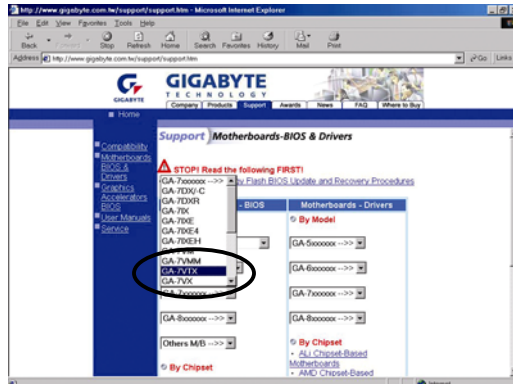 http://www.gigabyte.com.tw/support/support.htm - Microsoft Internet Explorer
File Edit View Favorites Tools Help
Back Forward Stop Refresh Home Search Favorites History Mail Print
Address http://www.gigabyte.com.tw/support/support.htm Go Links
GIGABYTE
GIGABYTE
TECHNOLOGY
Company Products Support Awards News FAQ Where to Buy
Home
Compatibility
Motherboards
BIOS &
Drivers
Graphics
Accelerators
BIOS
User Manuals
Service
Support Motherboards-BIOS & Drivers
STOP! Read the following FIRST!
Flash BIOS Update and Recovery Procedures
GA-7xxxxxx -->>
GA-7DX/-C
GA-7DXR
GA-7IX
GA-7IXE
GA-7IXE4
GA-7IXEH
GA-7VM
GA-7VMM
GA-7VTX
GA-7VX
GA-7xxxxxx -->>
GA-8xxxxxx -->>
Others M/B -->>
By Chipset
- BIOS
Motherboards - Drivers
By Model
GA-5xxxxxx -->>
GA-6xxxxxx -->>
GA-7xxxxxx -->>
GA-8xxxxxx -->>
By Chipset
- ALi Chipset-Based
Motherboards
- AMD Chipset-Based
Internet